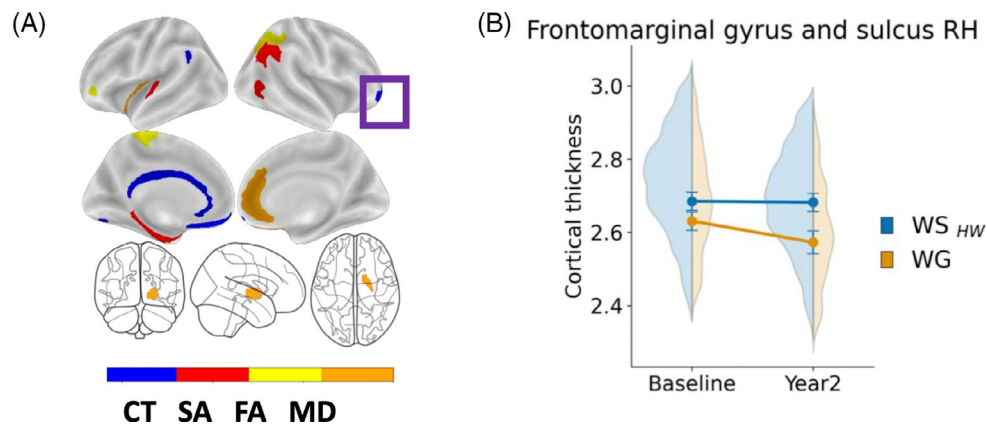 (A)
CT SA FA MD
(B)
Frontomarginal gyrus and sulcus RH
Cortical thickness
3.0
2.8
2.6
2.4
Baseline Year2
WS HW
WG